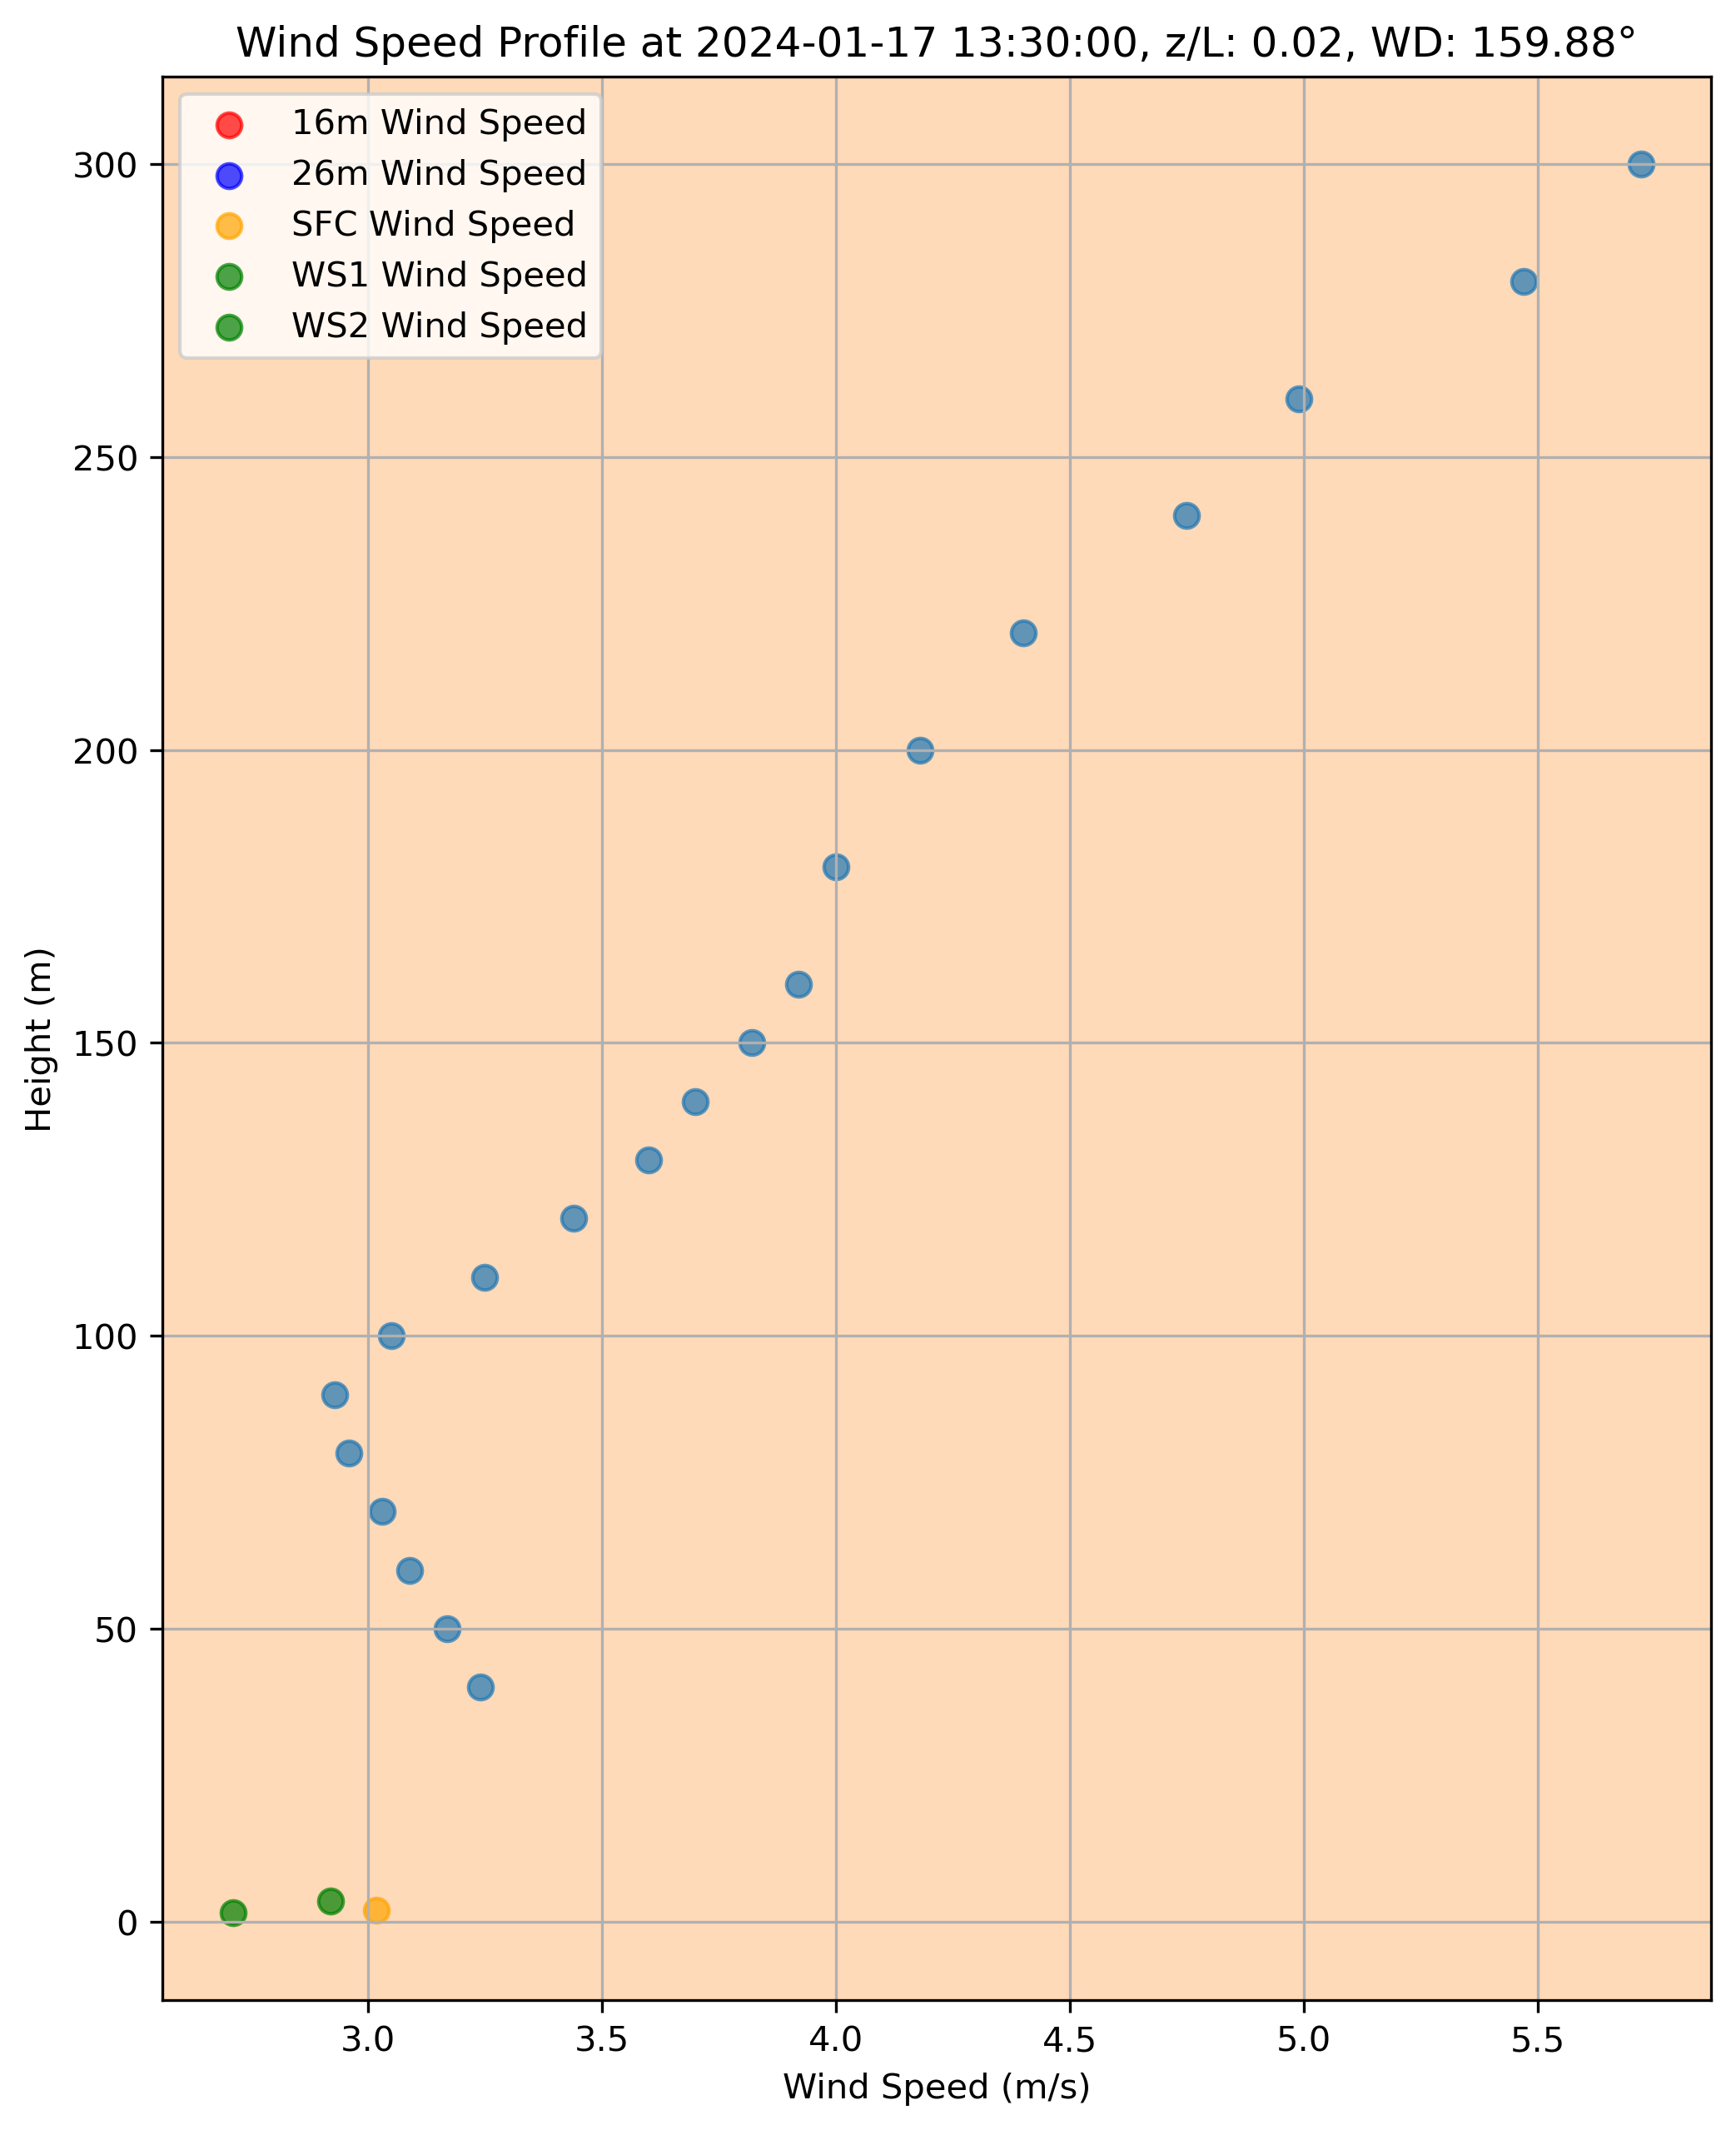 Wind Speed Profile at 2024-01-17 13:30:00, z/L: 0.02, WD: 159.88°
16m Wind Speed
26m Wind Speed
SFC Wind Speed
WS1 Wind Speed
WS2 Wind Speed
300
250
200
150
100
50
0
Height (m)
3.0 3.5 4.0 4.5 5.0 5.5
Wind Speed (m/s)